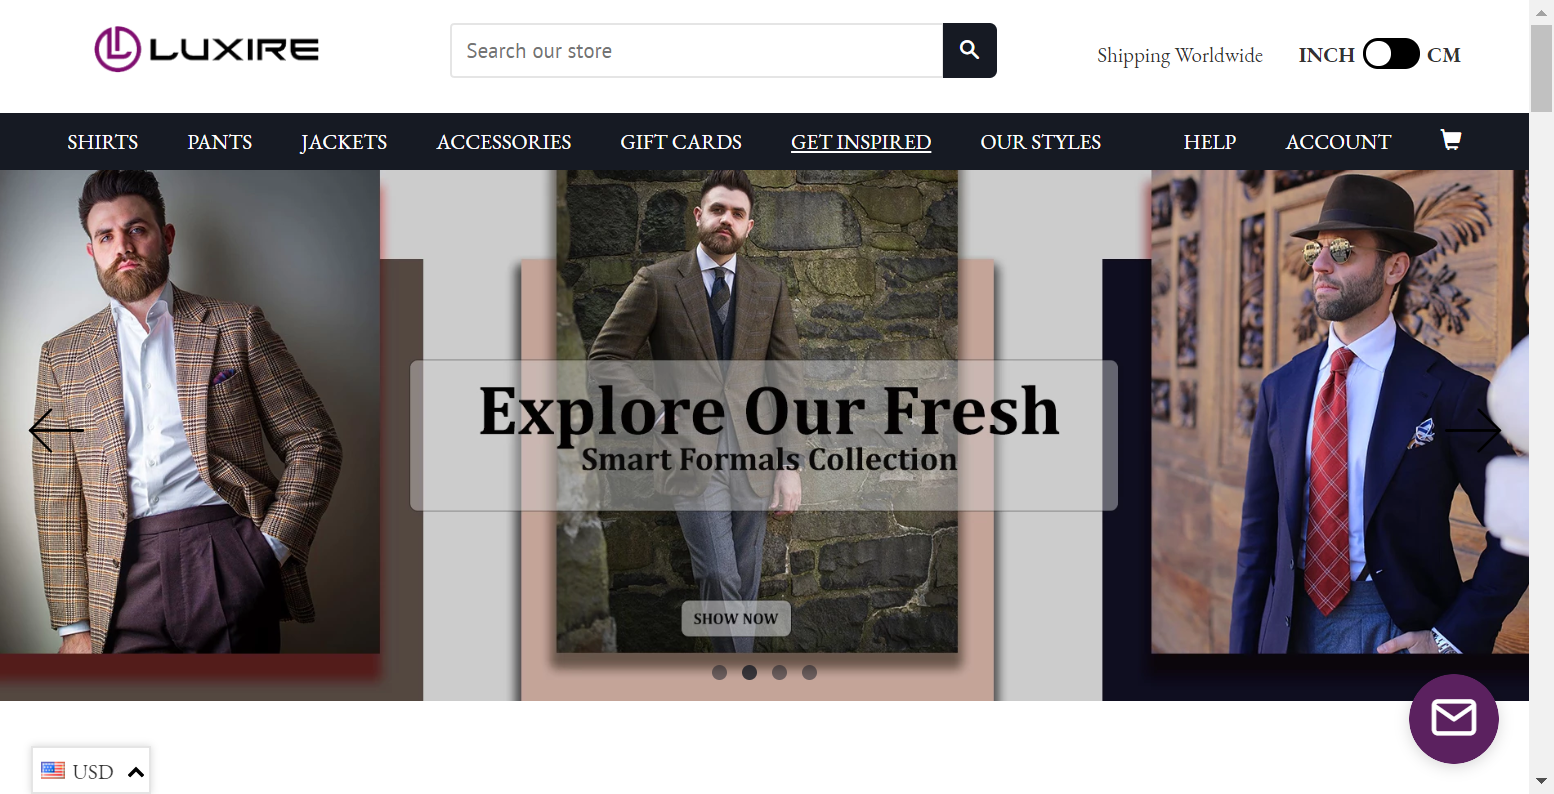 LUXIRE
Search our store
Shipping Worldwide
INCH
CM
SHIRTS
PANTS
JACKETS
ACCESSORIES
GIFT CARDS
GET INSPIRED
OUR STYLES
HELP
ACCOUNT
Explore Our Fresh
Smart Formals Collection
SHOW NOW
USD